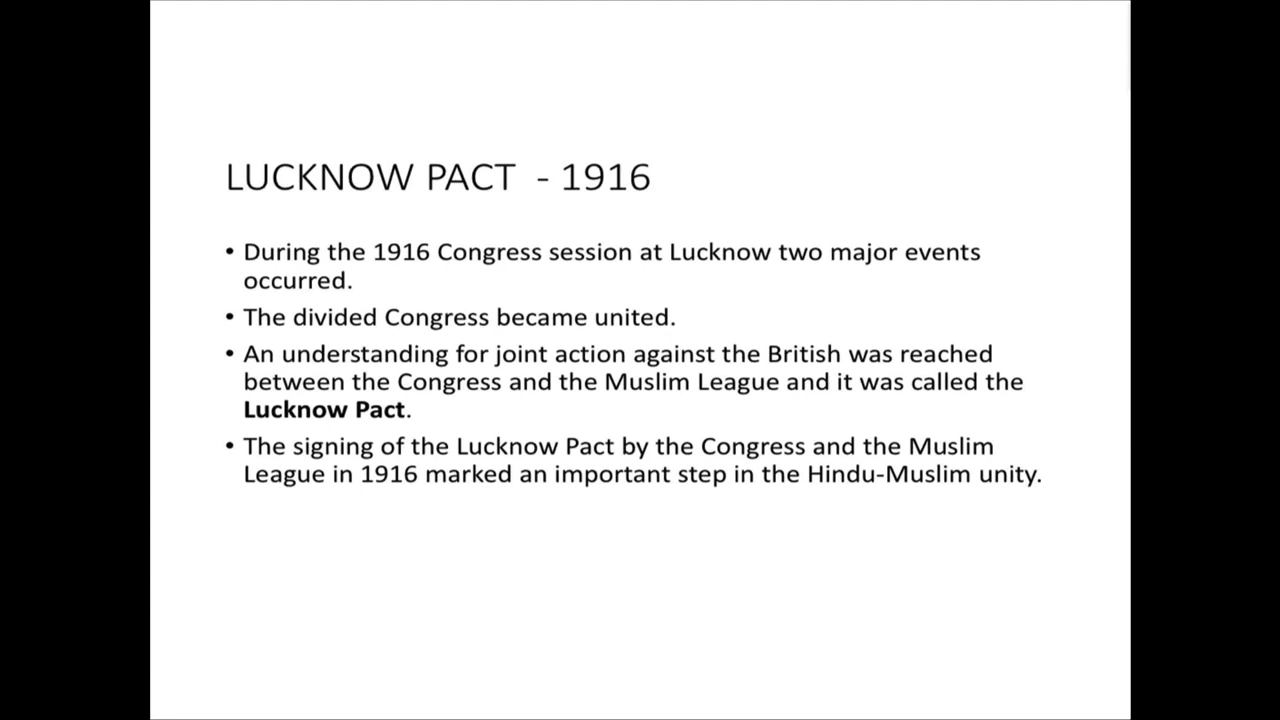 LUCKNOW PACT - 1916
• During the 1916 Congress session at Lucknow two major events
occurred.
• The divided Congress became united.
• An understanding for joint action against the British was reached
between the Congress and the Muslim League and it was called the
Lucknow Pact.
• The signing of the Lucknow Pact by the Congress and the Muslim
League in 1916 marked an important step in the Hindu-Muslim unity.